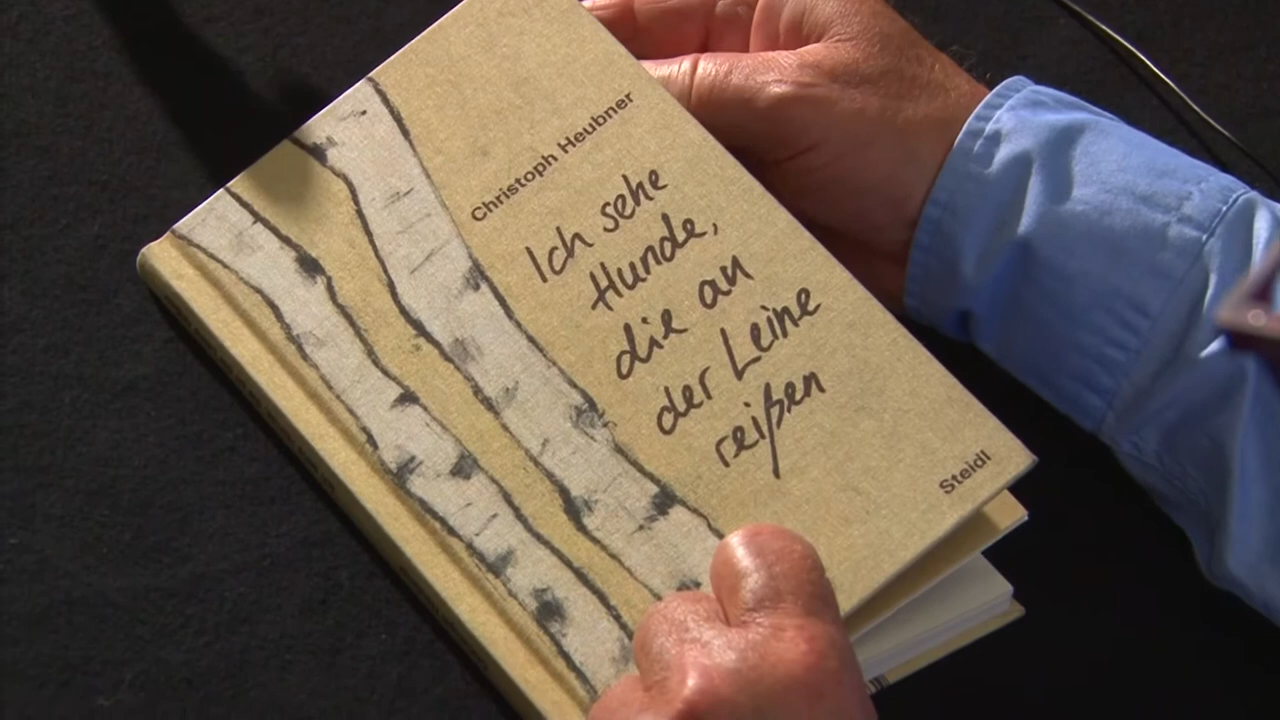 Christoph Heubner
Ich sehe
Hunde,
die an
der Leine
reißen
Steidl